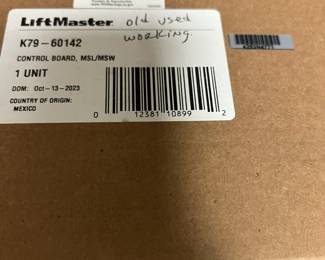 LiftMaster
old used
working
K79-60142
CONTROL BOARD, MSL/MSW
1 UNIT
DOM: Oct-13-2023
COUNTRY OF ORIGIN:
MEXICO
0 12381 10899 2